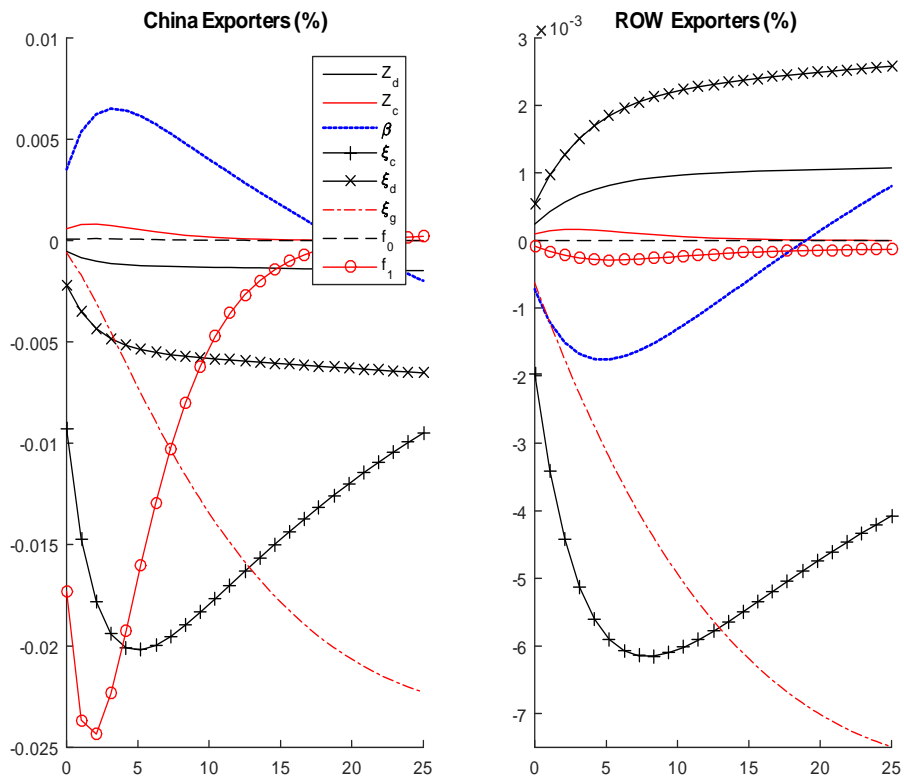 China Exporters (%)
0.01
0.005
0
-0.005
-0.01
-0.015
-0.02
-0.025
0 5 10 15 20 25
Z_d
Z_c
β
ξ_c
ξ_d
ξ_g
f_0
f_1
ROW Exporters (%)
×10^-3
3
2
1
0
-1
-2
-3
-4
-5
-6
-7
0 5 10 15 20 25